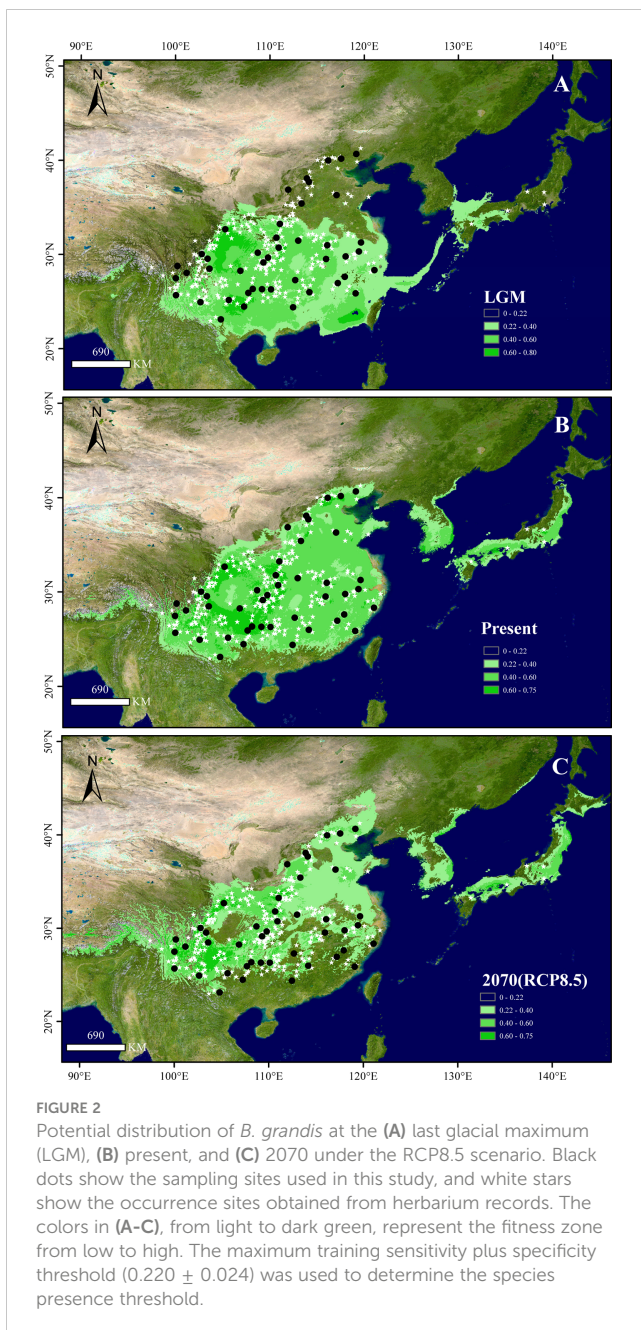 90°E 100°E 110°E 120°E 130°E 140°E
50°N
40°N
30°N
20°N
N
A
LGM
0 - 0.22
0.22 - 0.40
0.40 - 0.60
0.60 - 0.80
690
KM
50°N
40°N
30°N
20°N
N
B
Present
0 - 0.22
0.22 - 0.40
0.40 - 0.60
0.60 - 0.75
690
KM
50°N
40°N
30°N
20°N
N
C
2070(RCP8.5)
0 - 0.22
0.22 - 0.40
0.40 - 0.60
0.60 - 0.75
690
KM
90°E 100°E 110°E 120°E 130°E 140°E
FIGURE 2
Potential distribution of B. grandis at the (A) last glacial maximum
(LGM), (B) present, and (C) 2070 under the RCP8.5 scenario. Black
dots show the sampling sites used in this study, and white stars
show the occurrence sites obtained from herbarium records. The
colors in (A-C), from light to dark green, represent the fitness zone
from low to high. The maximum training sensitivity plus specificity
threshold (0.220 ± 0.024) was used to determine the species
presence threshold.